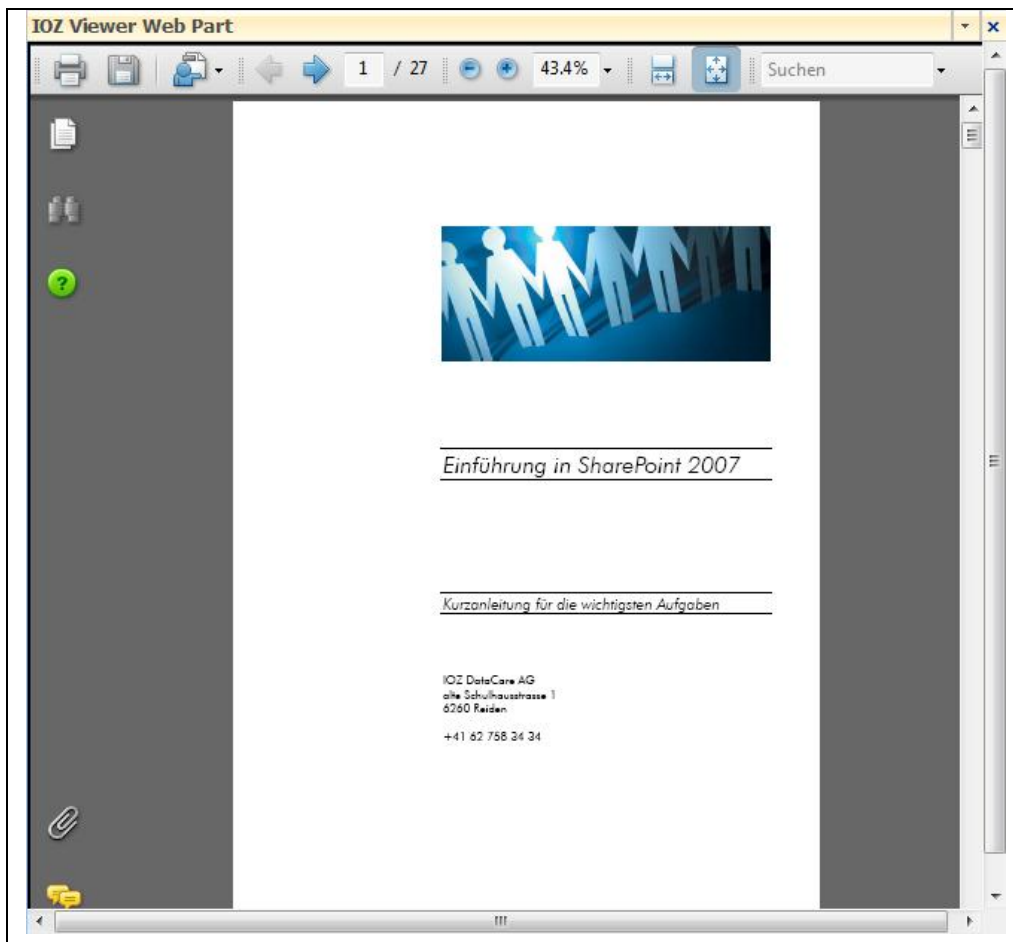 IOZ Viewer Web Part
1 / 27 43.4% Suchen
Einführung in SharePoint 2007
Kurzanleitung für die wichtigsten Aufgaben
IOZ DataCare AG
alte Schulhausstrasse 1
6260 Reiden
+41 62 758 34 34